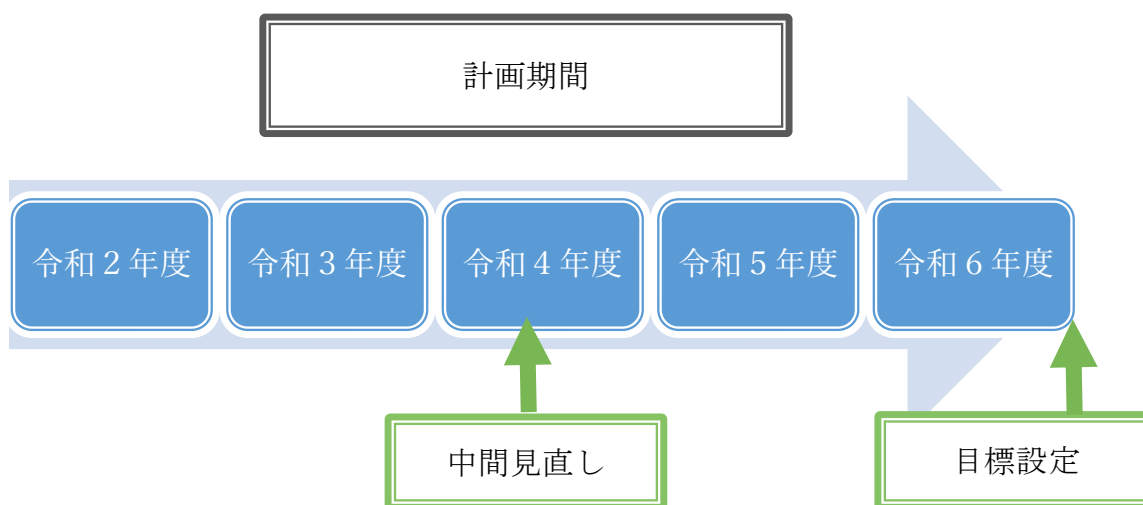 計画期間
令和２年度
令和３年度
令和４年度
令和５年度
令和６年度
中間見直し
目標設定